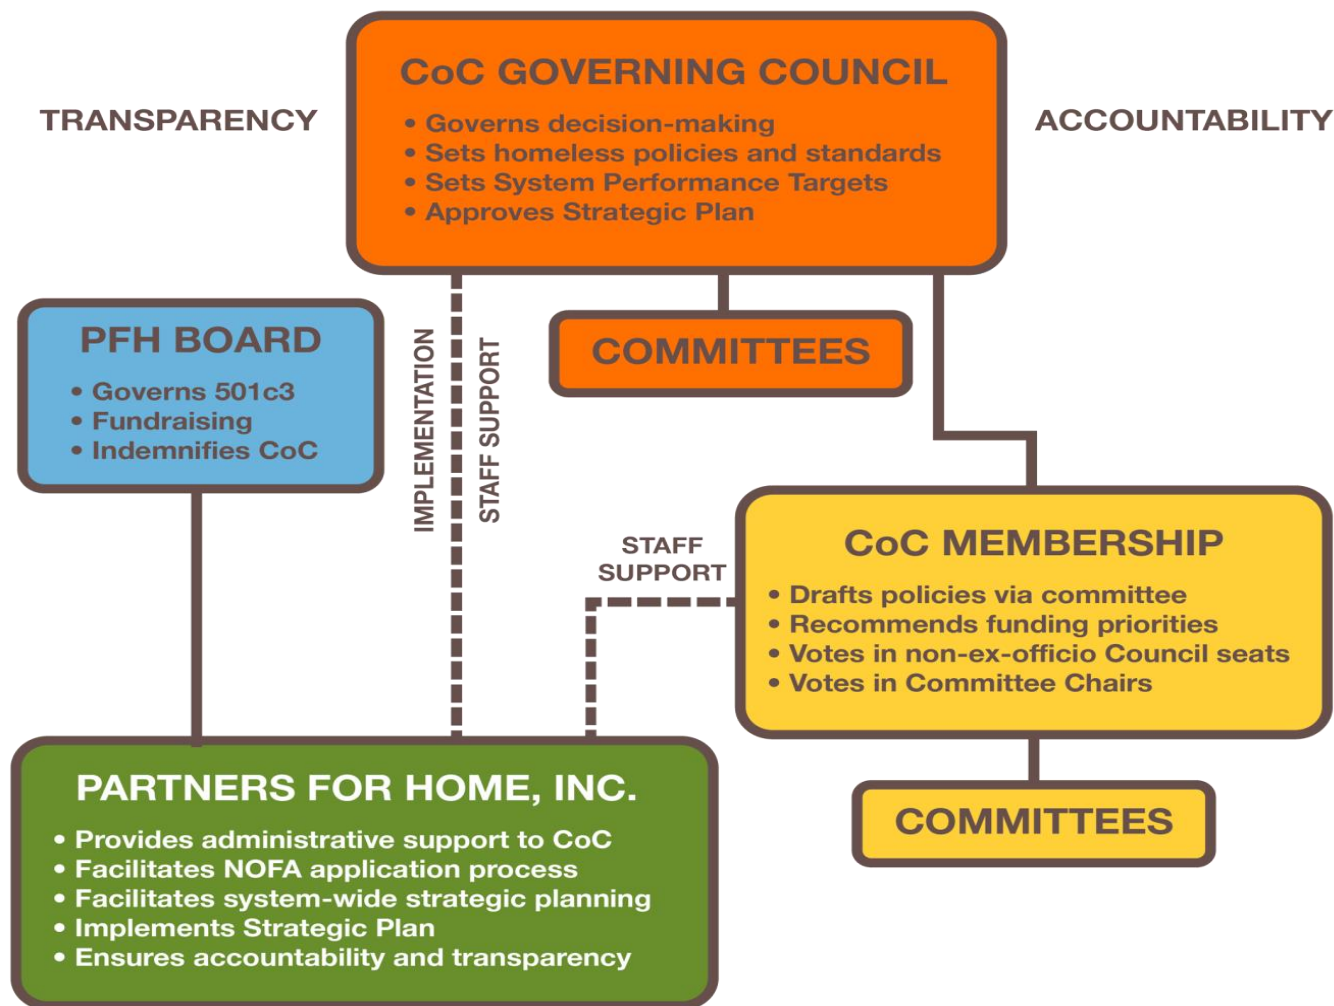 CoC GOVERNING COUNCIL
• Governs decision-making
• Sets homeless policies and standards
• Sets System Performance Targets
• Approves Strategic Plan
TRANSPARENCY
ACCOUNTABILITY
COMMITTEES
PFH BOARD
• Governs 501c3
• Fundraising
• Indemnifies CoC
IMPLEMENTATION
STAFF SUPPORT
STAFF
SUPPORT
CoC MEMBERSHIP
• Drafts policies via committee
• Recommends funding priorities
• Votes in non-ex-officio Council seats
• Votes in Committee Chairs
COMMITTEES
PARTNERS FOR HOME, INC.
• Provides administrative support to CoC
• Facilitates NOFA application process
• Facilitates system-wide strategic planning
• Implements Strategic Plan
• Ensures accountability and transparency